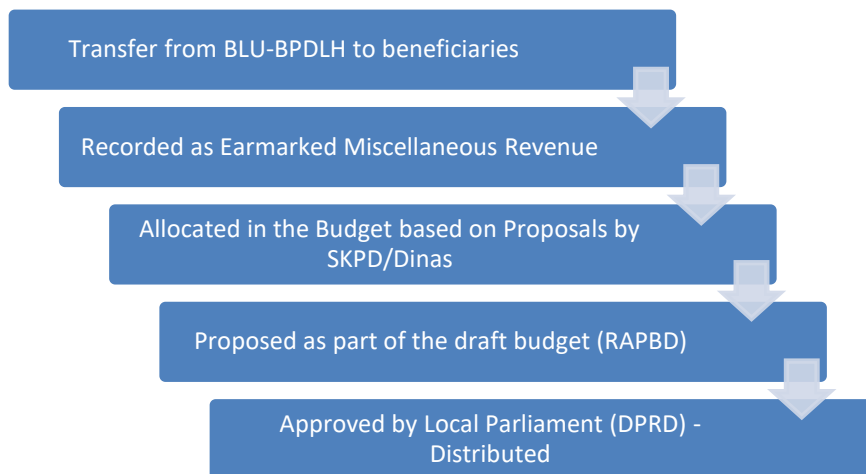 Transfer from BLU-BPDLH to beneficiaries
Recorded as Earmarked Miscellaneous Revenue
Allocated in the Budget based on Proposals by
SKPD/Dinas
Proposed as part of the draft budget (RAPBD)
Approved by Local Parliament (DPRD) -
Distributed